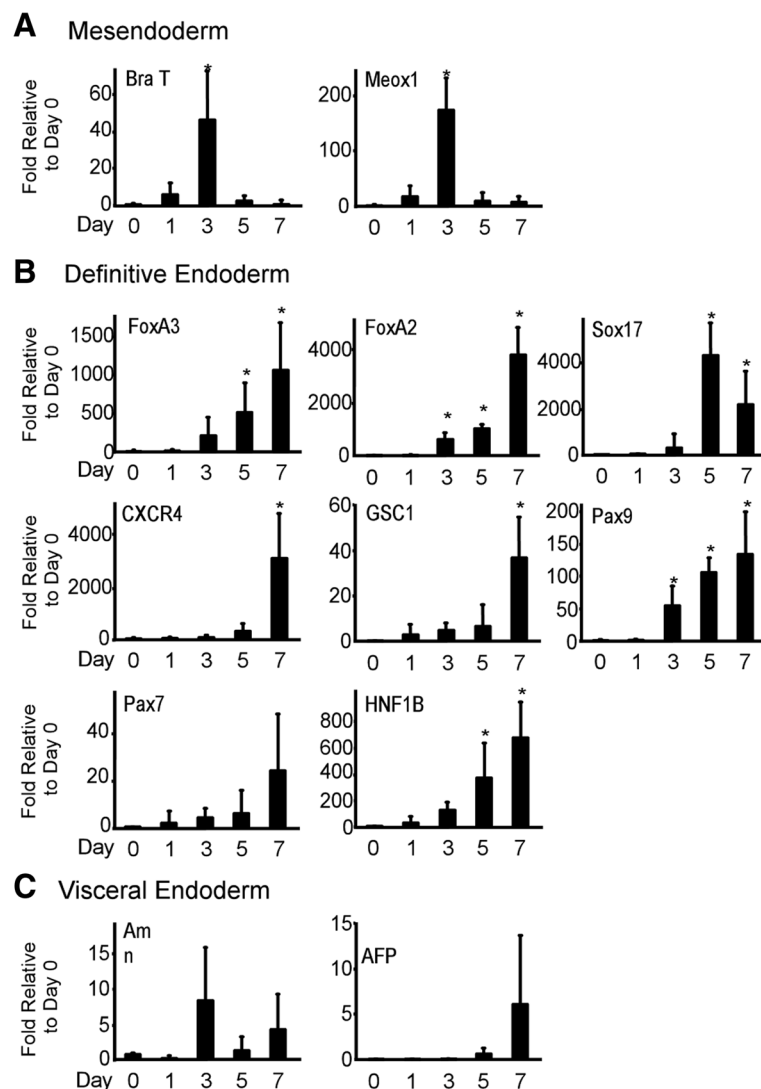 A Mesendoderm
Bra T
Meox1
Fold Relative
to Day 0
60
40
20
0
200
100
0
*
*
Day 0 1 3 5 7
0 1 3 5 7
B Definitive Endoderm
FoxA3
FoxA2
Sox17
Fold Relative
to Day 0
1500
1000
500
0
4000
2000
0
4000
2000
0
* *
* * *
* *
Day 0 1 3 5 7
0 1 3 5 7
0 1 3 5 7
CXCR4
GSC1
Pax9
Fold Relative
to Day 0
4000
2000
0
60
40
20
0
200
150
100
50
0
*
*
* * *
Day 0 1 3 5 7
0 1 3 5 7
0 1 3 5 7
Pax7
HNF1B
Fold Relative
to Day 0
40
20
0
800
600
400
200
0
* *
Day 0 1 3 5 7
0 1 3 5 7
C Visceral Endoderm
Am
n
AFP
Fold Relative
to Day 0
15
10
5
0
15
10
5
0
Day 0 1 3 5 7
0 1 3 5 7